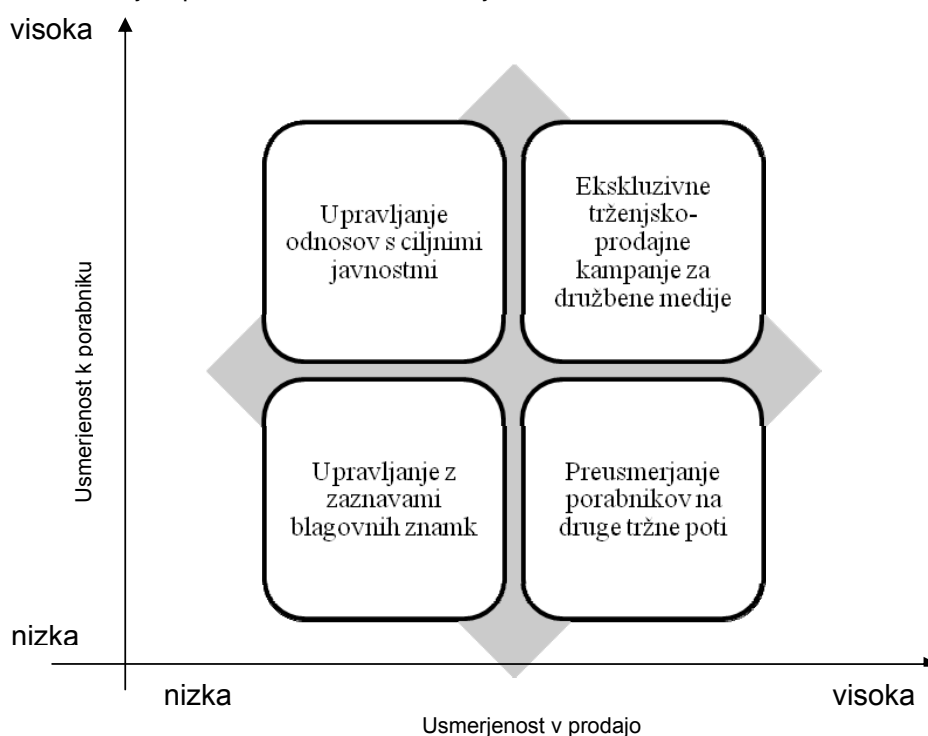 visoka
Upravljanje
odnosov s ciljnimi
javnostmi
Ekskluzivne
trženjsko-
prodajne
kampanje za
družbene medije
Usmerjenost k porabniku
Upravljanje z
zaznavami
blagovnih znamk
Preusmerjanje
porabnikov na
druge tržne poti
nizka
nizka
visoka
Usmerjenost v prodajo